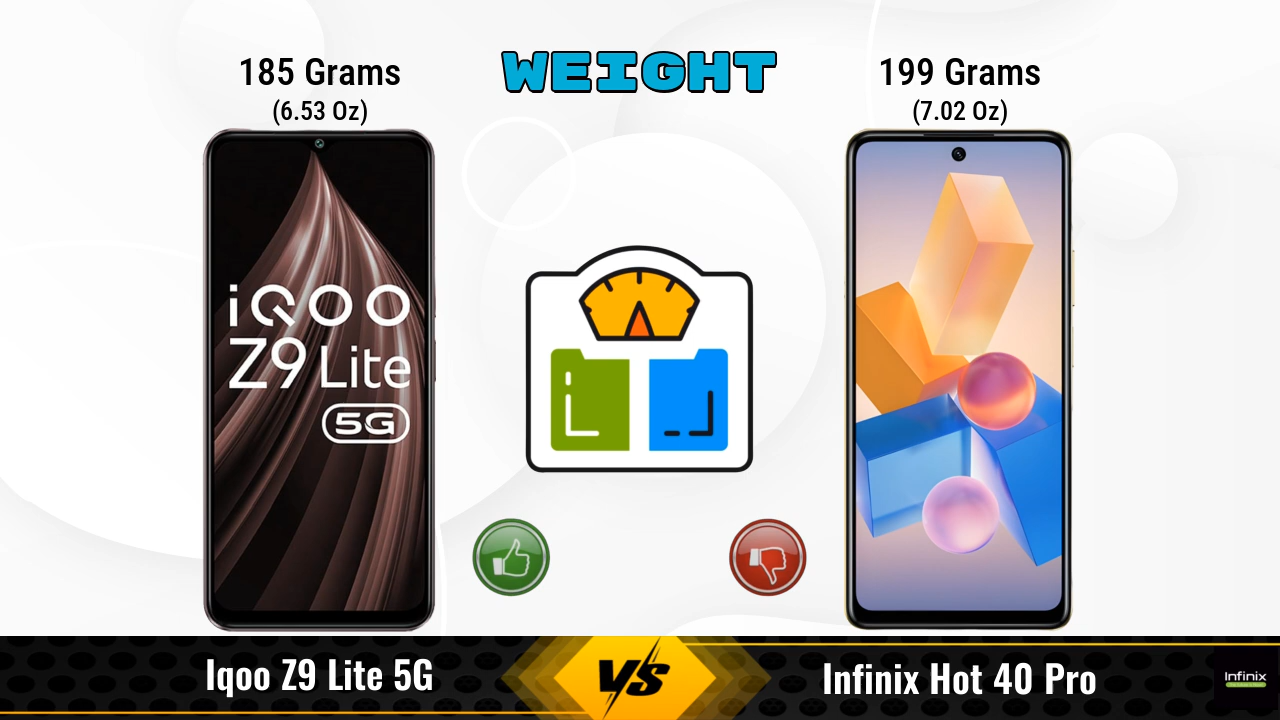 185 Grams
(6.53 Oz)
WEIGHT
199 Grams
(7.02 Oz)
iQOO
Z9 Lite
5G
Iqoo Z9 Lite 5G
VS
Infinix Hot 40 Pro
Infinix